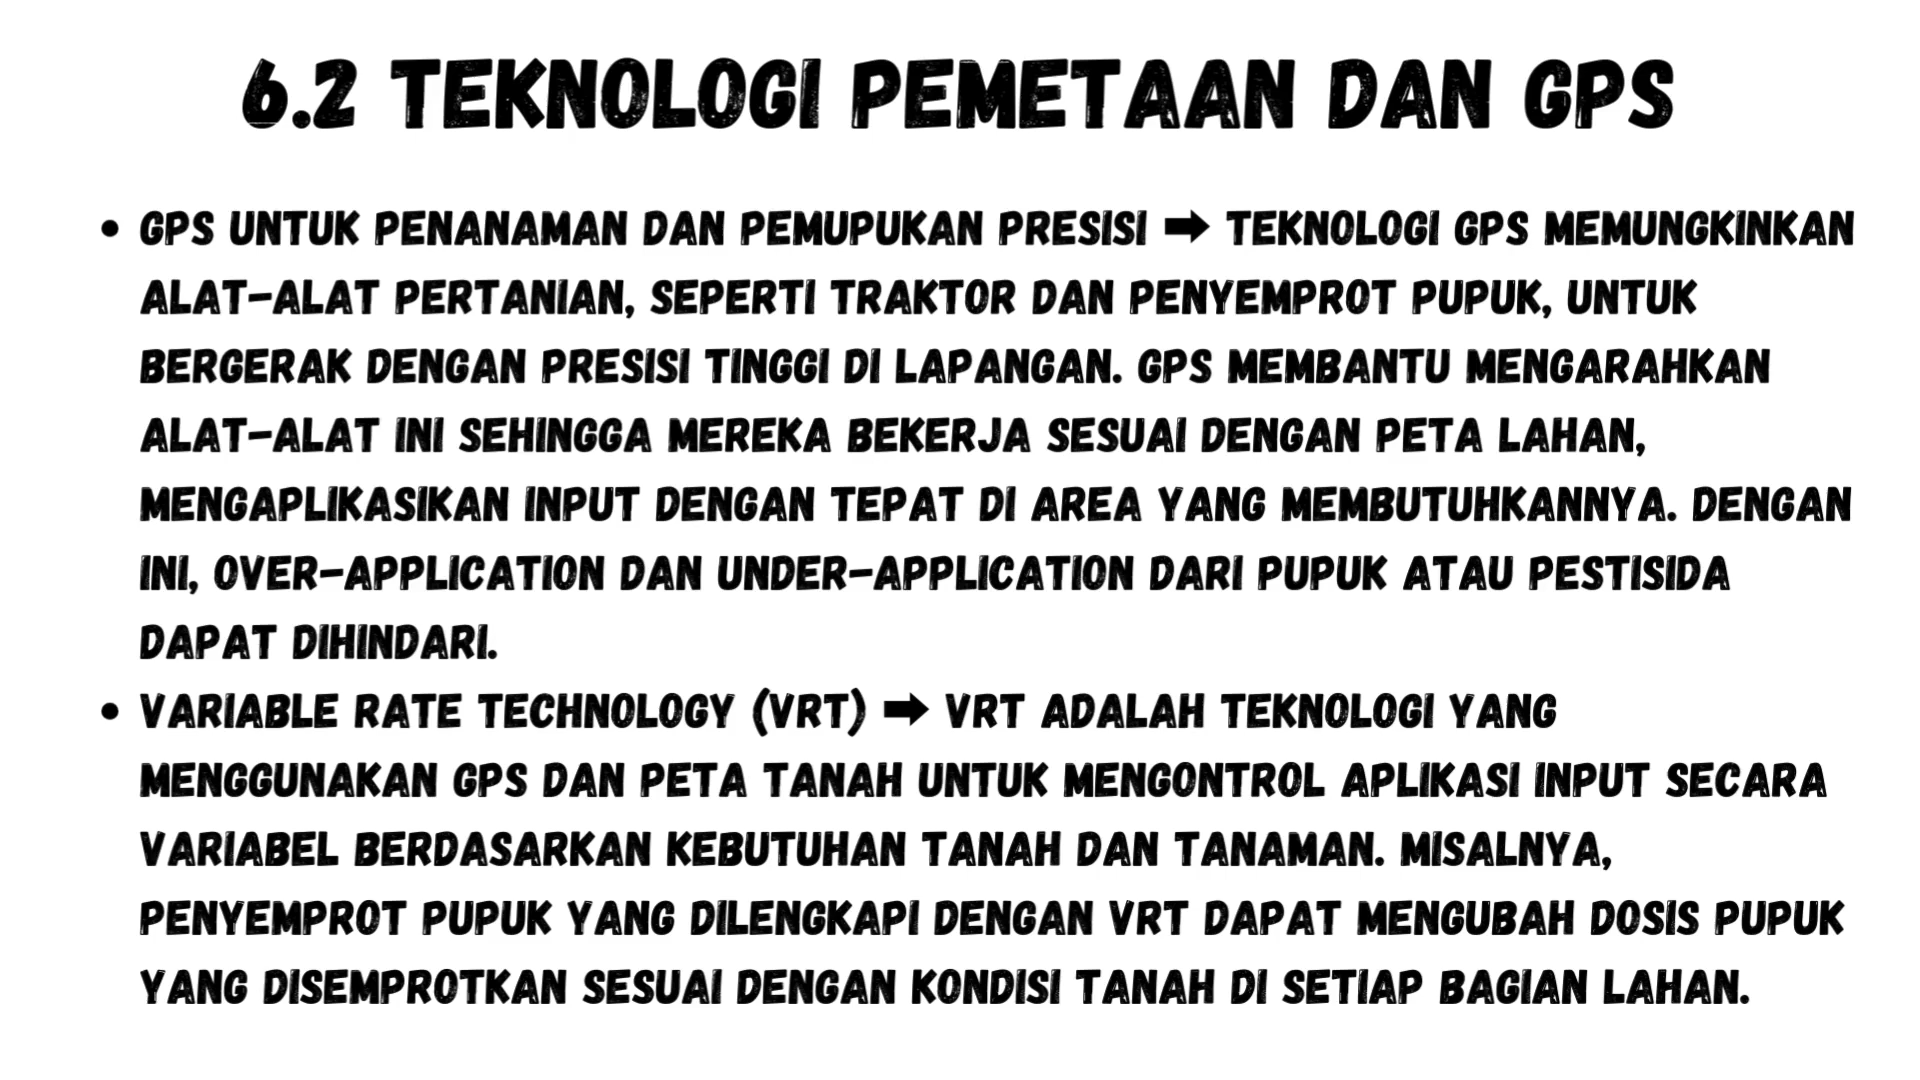 6.2 TEKNOLOGI PEMETAAN DAN GPS
• GPS UNTUK PENANAMAN DAN PEMUPUKAN PRESISI ➡ TEKNOLOGI GPS MEMUNGKINKAN
ALAT-ALAT PERTANIAN, SEPERTI TRAKTOR DAN PENYEMPROT PUPUK, UNTUK
BERGERAK DENGAN PRESISI TINGGI DI LAPANGAN. GPS MEMBANTU MENGARAHKAN
ALAT-ALAT INI SEHINGGA MEREKA BEKERJA SESUAI DENGAN PETA LAHAN,
MENGAPLIKASIKAN INPUT DENGAN TEPAT DI AREA YANG MEMBUTUHKANNYA. DENGAN
INI, OVER-APPLICATION DAN UNDER-APPLICATION DARI PUPUK ATAU PESTISIDA
DAPAT DIHINDARI.
• VARIABLE RATE TECHNOLOGY (VRT) ➡ VRT ADALAH TEKNOLOGI YANG
MENGGUNAKAN GPS DAN PETA TANAH UNTUK MENGONTROL APLIKASI INPUT SECARA
VARIABEL BERDASARKAN KEBUTUHAN TANAH DAN TANAMAN. MISALNYA,
PENYEMPROT PUPUK YANG DILENGKAPI DENGAN VRT DAPAT MENGUBAH DOSIS PUPUK
YANG DISEMPROTKAN SESUAI DENGAN KONDISI TANAH DI SETIAP BAGIAN LAHAN.